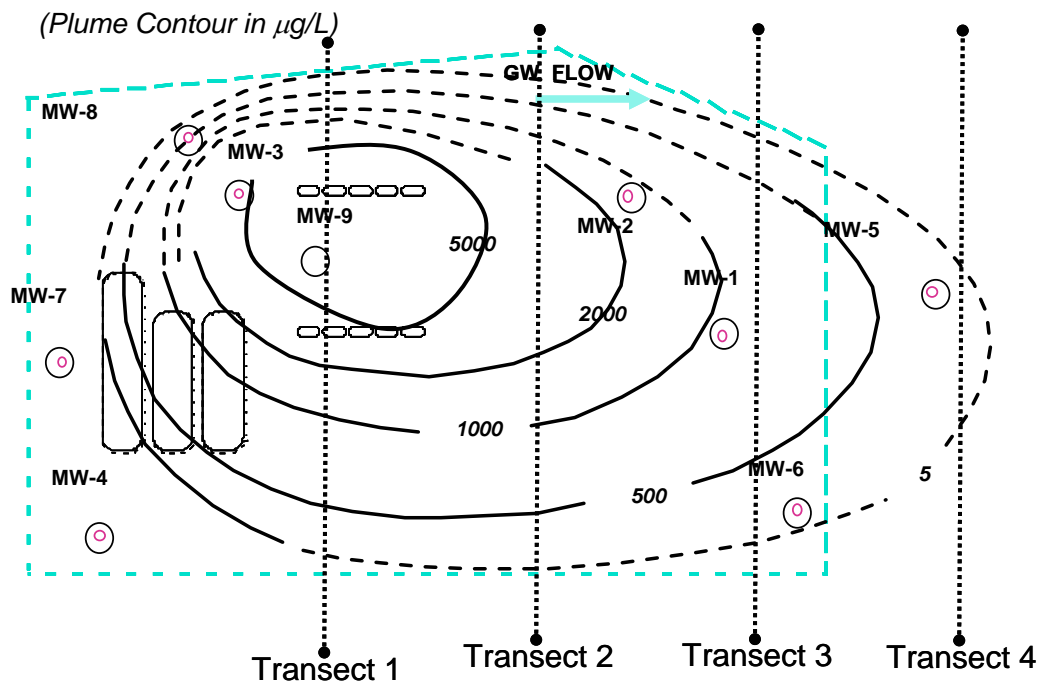 (Plume Contour in μg/L)
GW FLOW
MW-8
MW-3
MW-9
MW-2
MW-5
5000
MW-1
MW-7
2000
1000
MW-6
MW-4
5
500
Transect 1
Transect 2
Transect 3
Transect 4